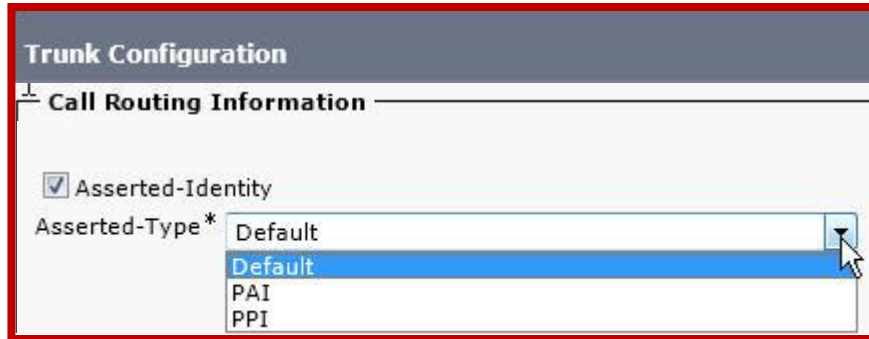 Trunk Configuration
Call Routing Information
Asserted-Identity
Asserted-Type* Default
Default
PAI
PPI